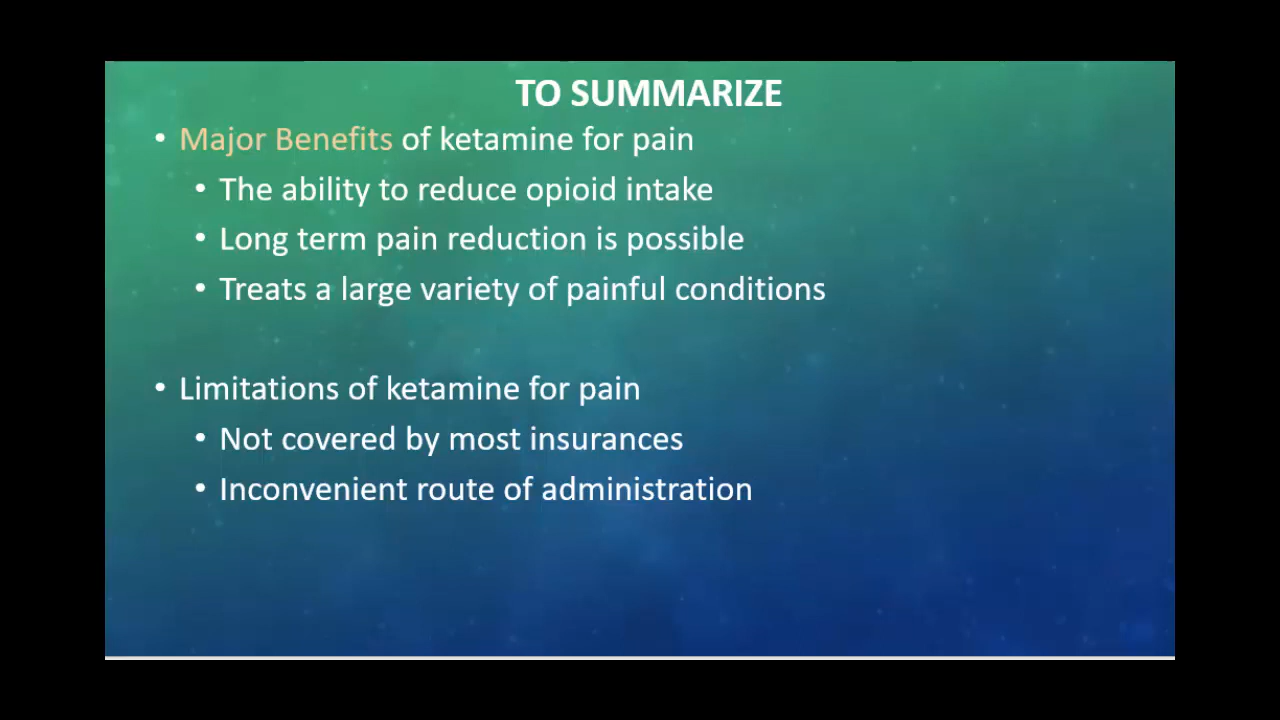 TO SUMMARIZE
• Major Benefits of ketamine for pain
• The ability to reduce opioid intake
• Long term pain reduction is possible
• Treats a large variety of painful conditions
• Limitations of ketamine for pain
• Not covered by most insurances
• Inconvenient route of administration